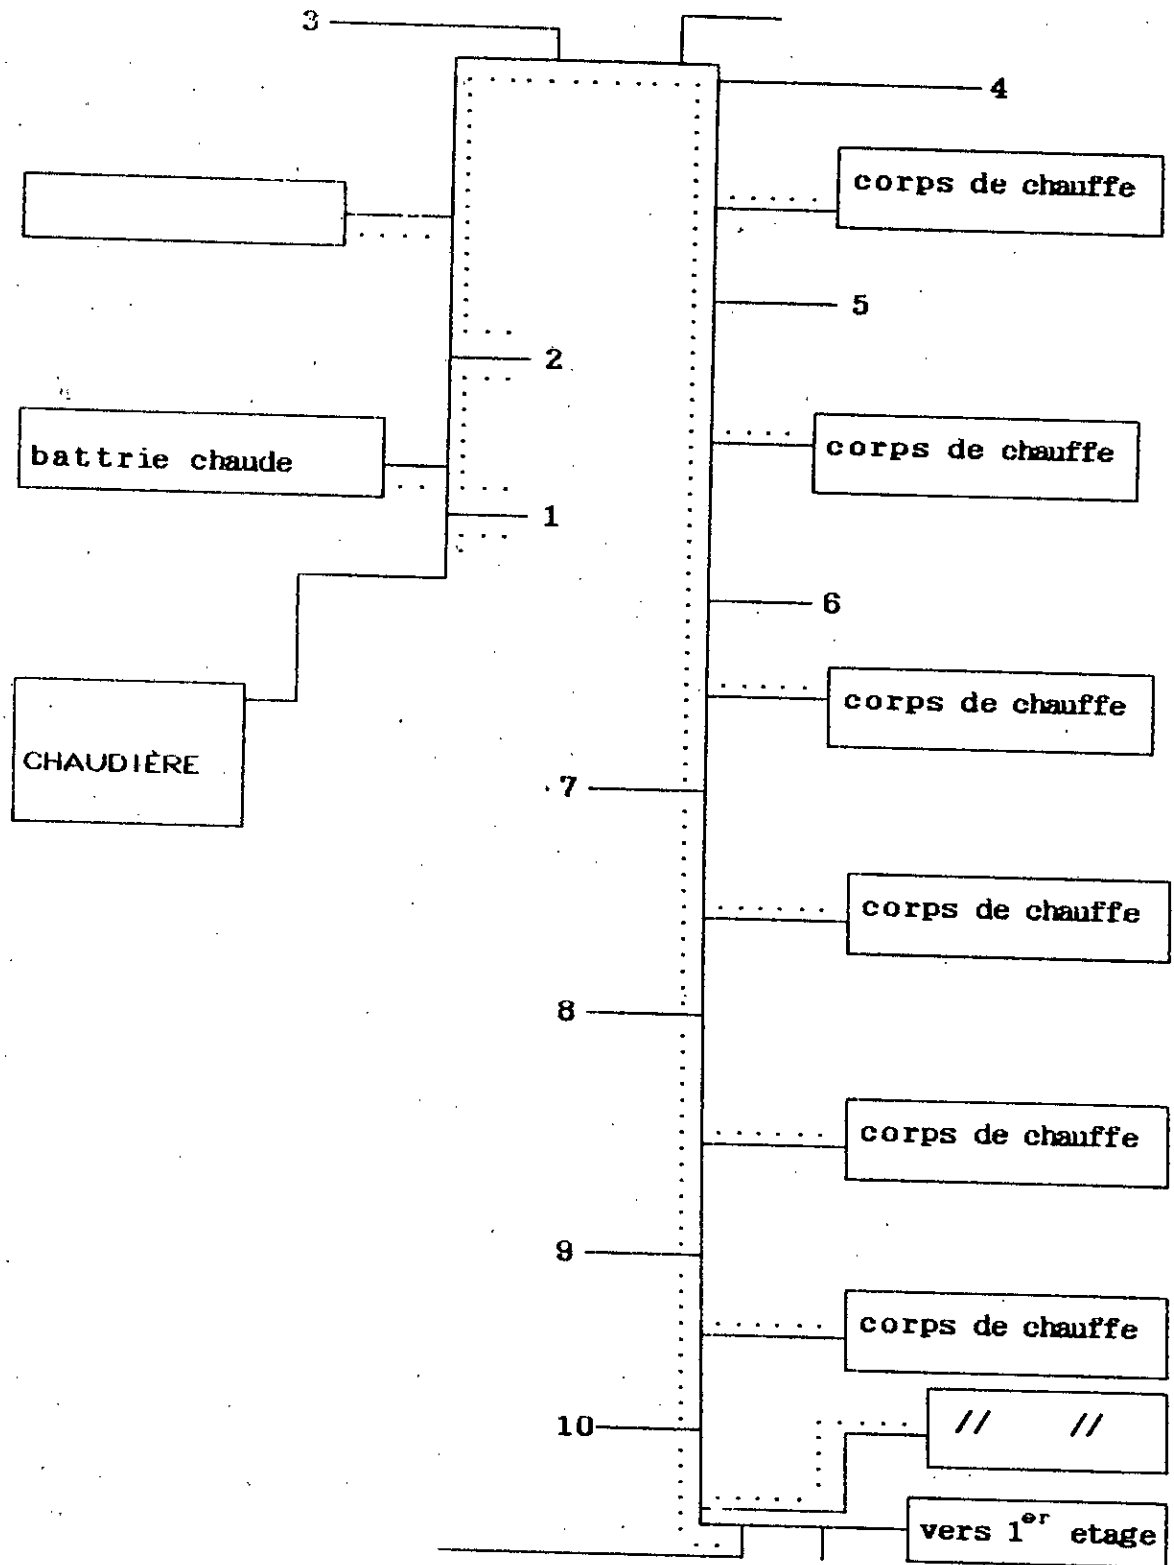 3
4
corps de chauffe
5
2
battrie chaude
corps de chauffe
1
6
corps de chauffe
CHAUDIÈRE
7
corps de chauffe
8
corps de chauffe
9
corps de chauffe
10
// //
vers 1er etage